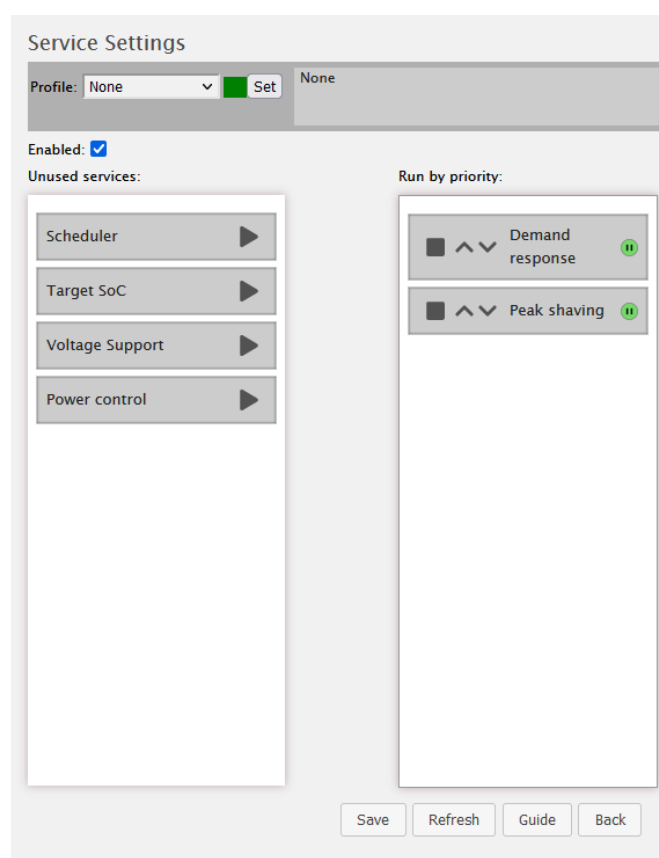 Service Settings
Profile: None Set None
Enabled:
Unused services: Run by priority:
Scheduler
Target SoC
Voltage Support
Power control
Demand
response
Peak shaving
Save Refresh Guide Back